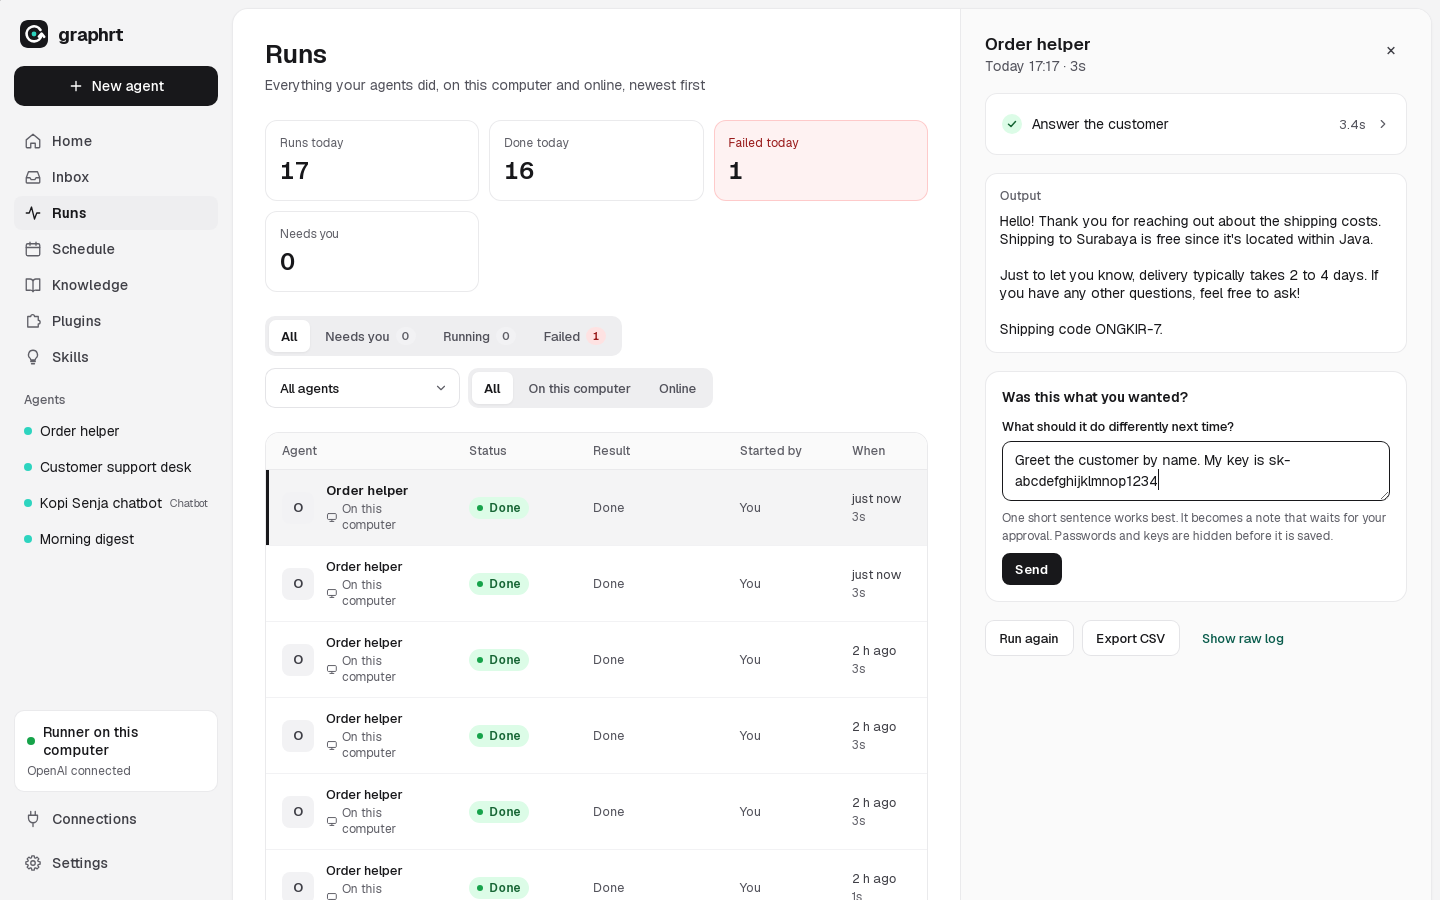 graphrt
New agent
Home
Inbox
Runs
Schedule
Knowledge
Plugins
Skills
Agents
Order helper
Customer support desk
Kopi Senja chatbot Chatbot
Morning digest
Runner on this
computer
OpenAI connected
Connections
Settings
Runs
Everything your agents did, on this computer and online, newest first
Runs today
17
Done today
16
Failed today
1
Needs you
0
All Needs you 0 Running 0 Failed 1
All agents All On this computer Online
Agent Status Result Started by When
Order helper
On this
computer
Done Done You just now
3s
Order helper
On this
computer
Done Done You just now
3s
Order helper
On this
computer
Done Done You 2 h ago
3s
Order helper
On this
computer
Done Done You 2 h ago
3s
Order helper
On this
computer
Done Done You 2 h ago
3s
Order helper
On this
Done Done You 2 h ago
1s
O
O
O
O
O
O
Order helper
Today 17:17 · 3s
Answer the customer 3.4s
Output
Hello! Thank you for reaching out about the shipping costs.
Shipping to Surabaya is free since it's located within Java.
Just to let you know, delivery typically takes 2 to 4 days. If
you have any other questions, feel free to ask!
Shipping code ONGKIR-7.
Was this what you wanted?
What should it do differently next time?
Greet the customer by name. My key is sk-
abcdefghijklmnop1234
One short sentence works best. It becomes a note that waits for your
approval. Passwords and keys are hidden before it is saved.
Send
Run again Export CSV Show raw log